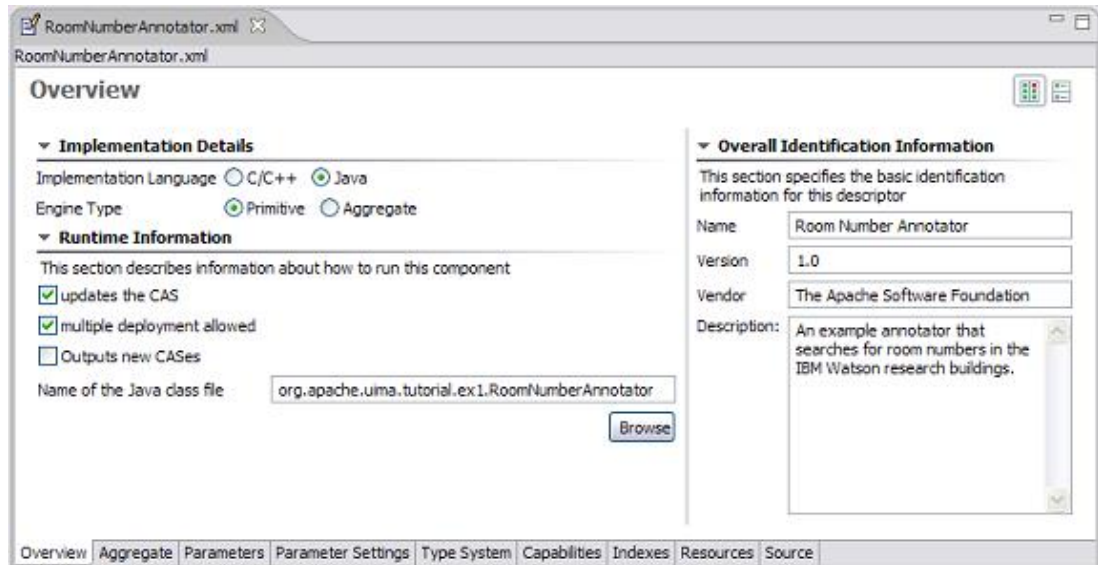 RoomNumberAnnotator.xml
RoomNumberAnnotator.xml
Overview
Implementation Details
Implementation Language C/C++ Java
Engine Type Primitive Aggregate
Runtime Information
This section describes information about how to run this component
updates the CAS
multiple deployment allowed
Outputs new CASes
Name of the Java class file org.apache.uima.tutorial.ex1.RoomNumberAnnotator
Browse
Overall Identification Information
This section specifies the basic identification
information for this descriptor
Name Room Number Annotator
Version 1.0
Vendor The Apache Software Foundation
Description: An example annotator that
searches for room numbers in the
IBM Watson research buildings.
Overview Aggregate Parameters Parameter Settings Type System Capabilities Indexes Resources Source